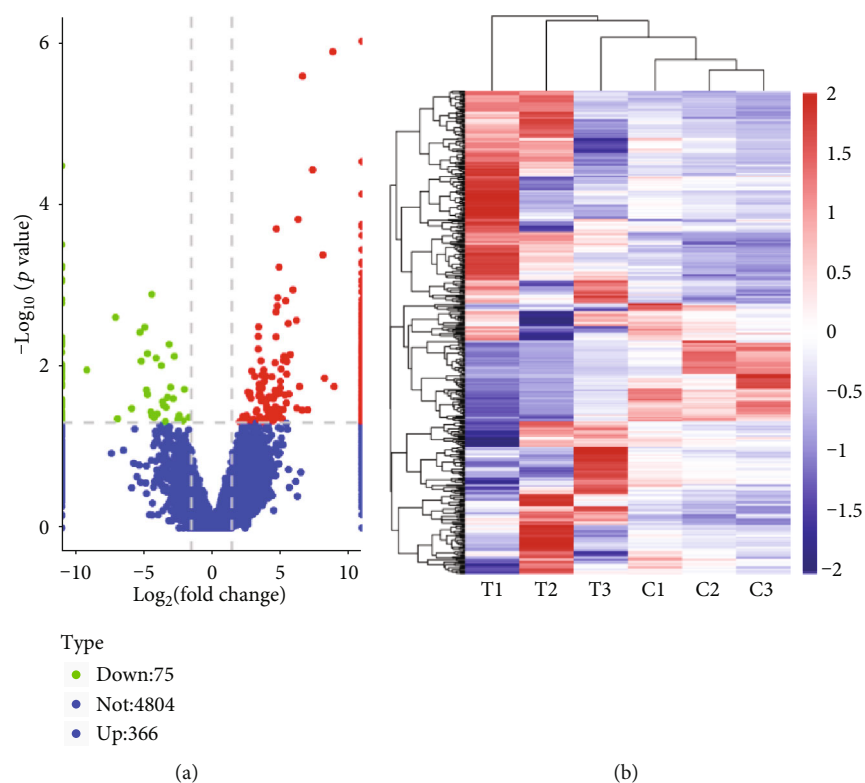 6
4
2
0
−Log10 (p value)
−10
−5
0
5
10
Log2(fold change)
Type
Down:75
Not:4804
Up:366
(a)
2
1.5
1
0.5
0
−0.5
−1
−1.5
−2
T1 T2 T3 C1 C2 C3
(b)